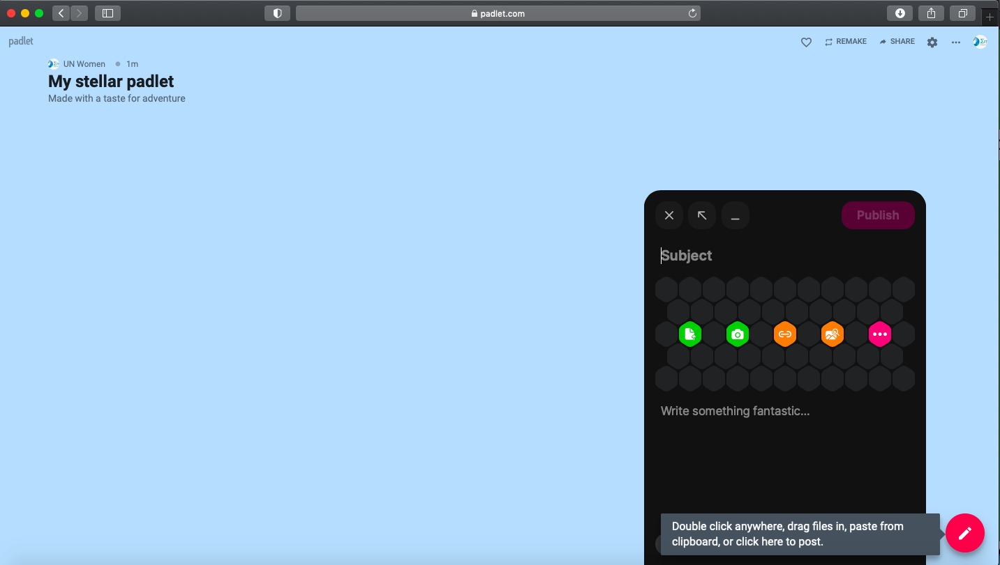 padlet.com
padlet
REMAKE
SHARE
UN Women 1m
My stellar padlet
Made with a taste for adventure
Publish
Subject
Write something fantastic...
Double click anywhere, drag files in, paste from
clipboard, or click here to post.